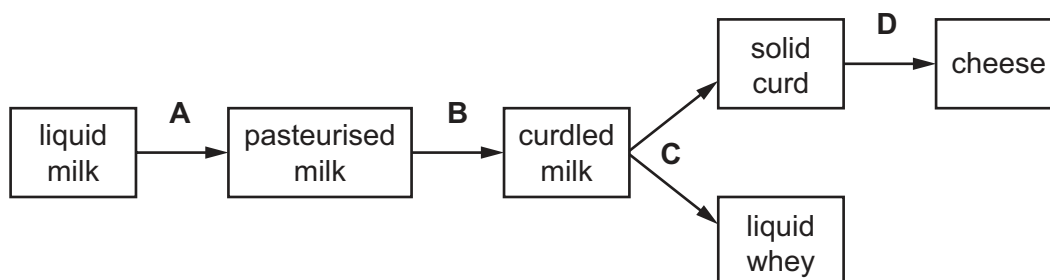 liquid
milk
A
pasteurised
milk
B
curdled
milk
C
solid
curd
D
cheese
liquid
whey